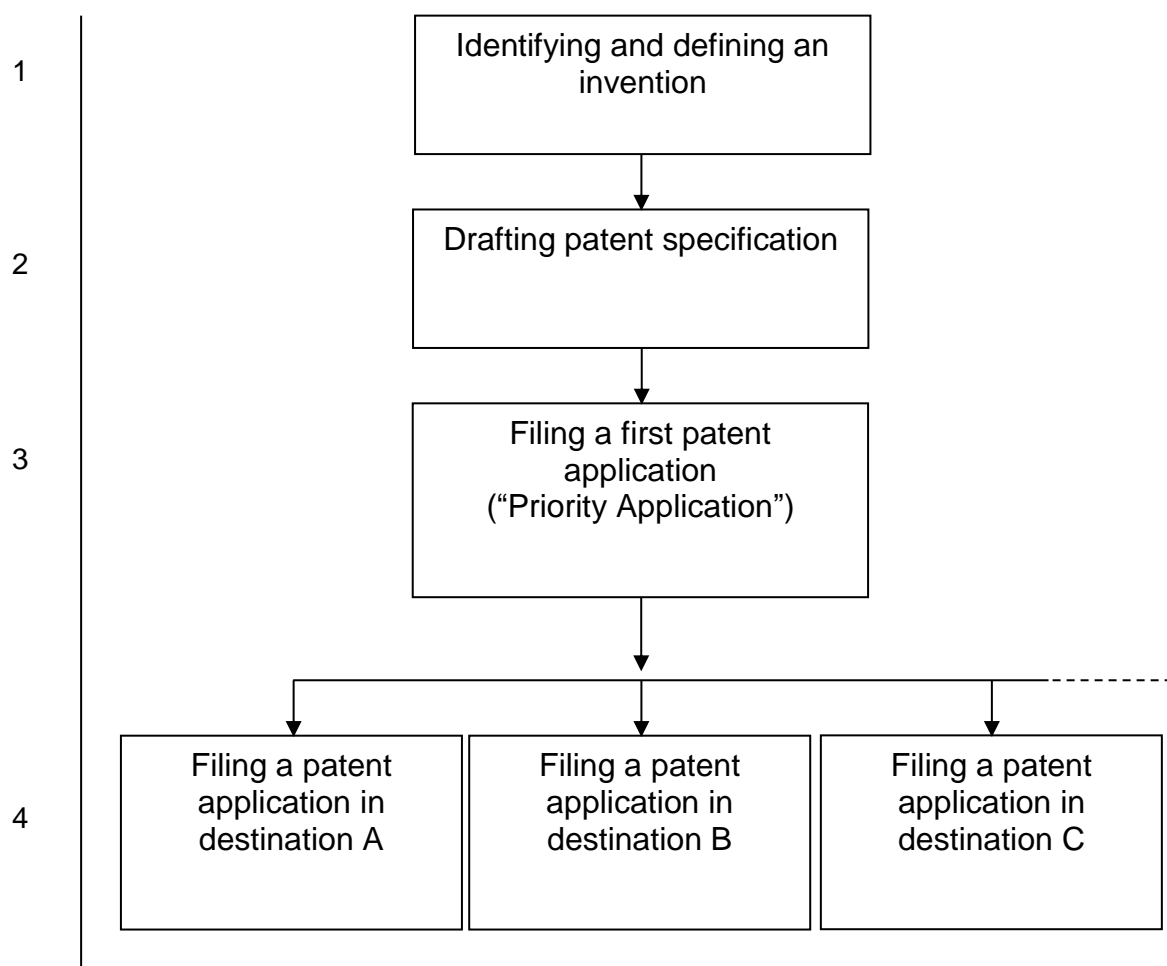 1
Identifying and defining an
invention
2
Drafting patent specification
3
Filing a first patent
application
(“Priority Application”)
4
Filing a patent
application in
destination A
Filing a patent
application in
destination B
Filing a patent
application in
destination C